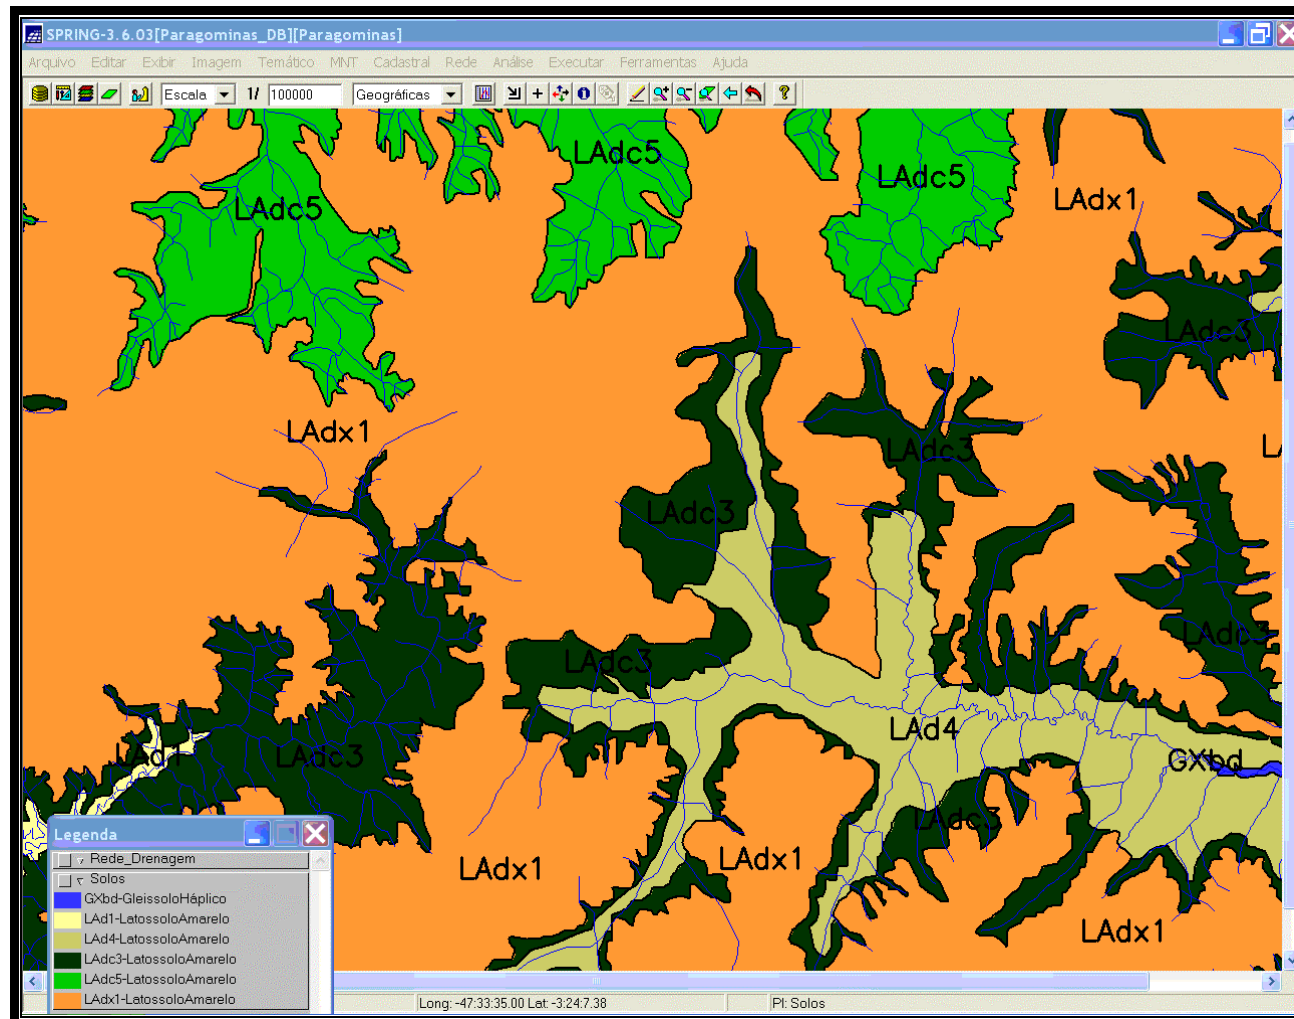 SPRING-3.6.03[Paragominas_DB][Paragominas]
Arquivo Editar Exibir Imagem Temático MNT Cadastral Rede Análise Executar Ferramentas Ajuda
Escala 1/ 100000 Geográficas
LAdc5
LAdc5
LAdx1
LAdc5
LAdc3
LAdx1
LAdc3
LAdc3
LAdc3
LAdc3
LAd4
LAd1
LAdc3
GXbd
LAdc3
LAdx1
LAdx1
LAdx1
Legenda
Rede_Drenagem
Solos
GXbd-GleissoloHáplico
LAd1-LatossoloAmarelo
LAd4-LatossoloAmarelo
LAdc3-LatossoloAmarelo
LAdc5-LatossoloAmarelo
LAdx1-LatossoloAmarelo
Long: -47:33:35.00 Lat: -3:24:7.38
PI: Solos